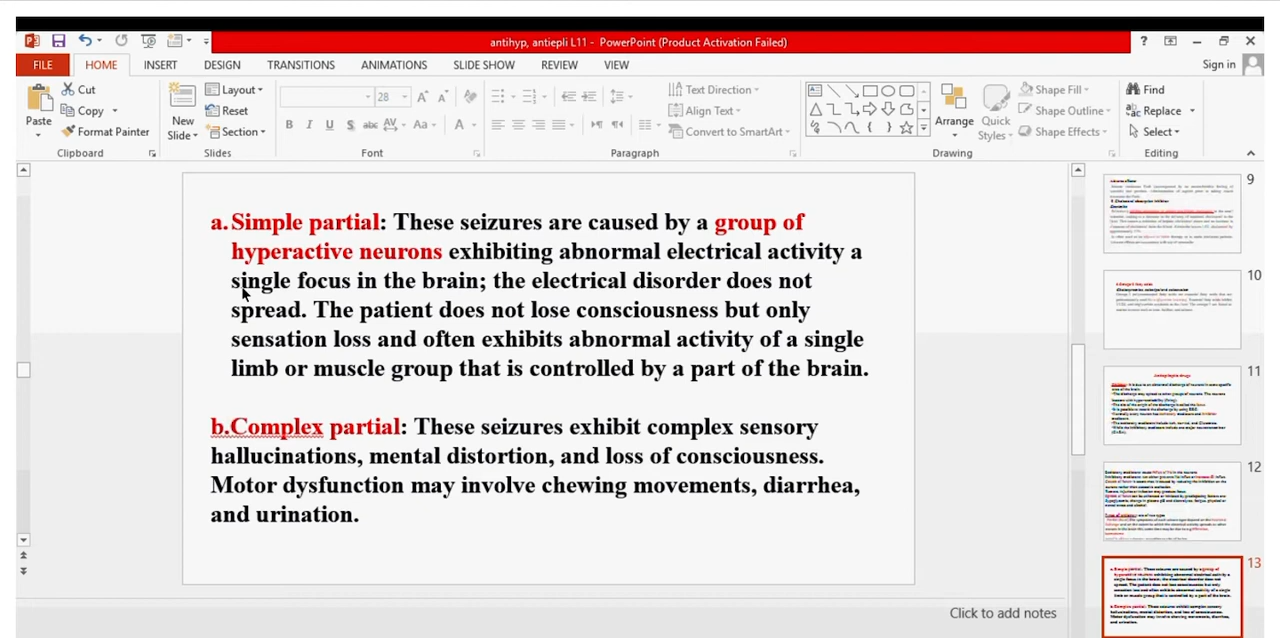 antihyp, antiepli L11 - PowerPoint (Product Activation Failed)
FILE HOME INSERT DESIGN TRANSITIONS ANIMATIONS SLIDE SHOW REVIEW VIEW Sign in
Cut
Copy
Format Painter
Paste
Clipboard
New Slide
Layout
Reset
Section
Slides
28
Font
Text Direction
Align Text
Convert to SmartArt
Paragraph
Arrange
Quick Styles
Shape Fill
Shape Outline
Shape Effects
Drawing
Find
Replace
Select
Editing
a. Simple partial: These seizures are caused by a group of
hyperactive neurons exhibiting abnormal electrical activity a
single focus in the brain; the electrical disorder does not
spread. The patient does not lose consciousness but only
sensation loss and often exhibits abnormal activity of a single
limb or muscle group that is controlled by a part of the brain.
b.Complex partial: These seizures exhibit complex sensory
hallucinations, mental distortion, and loss of consciousness.
Motor dysfunction may involve chewing movements, diarrhea,
and urination.
Click to add notes
9
10
11
12
13